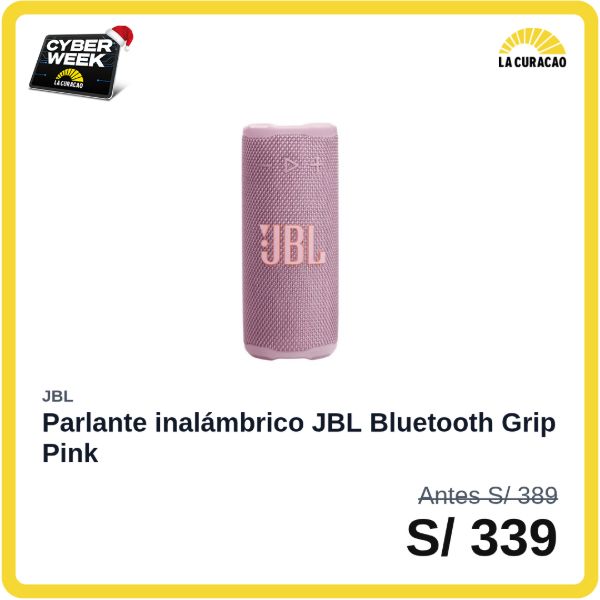 CYBER
WEEK
LA CURACAO
LA CURACAO
JBL
JBL
Parlante inalámbrico JBL Bluetooth Grip
Pink
Antes S/ 389
S/ 339